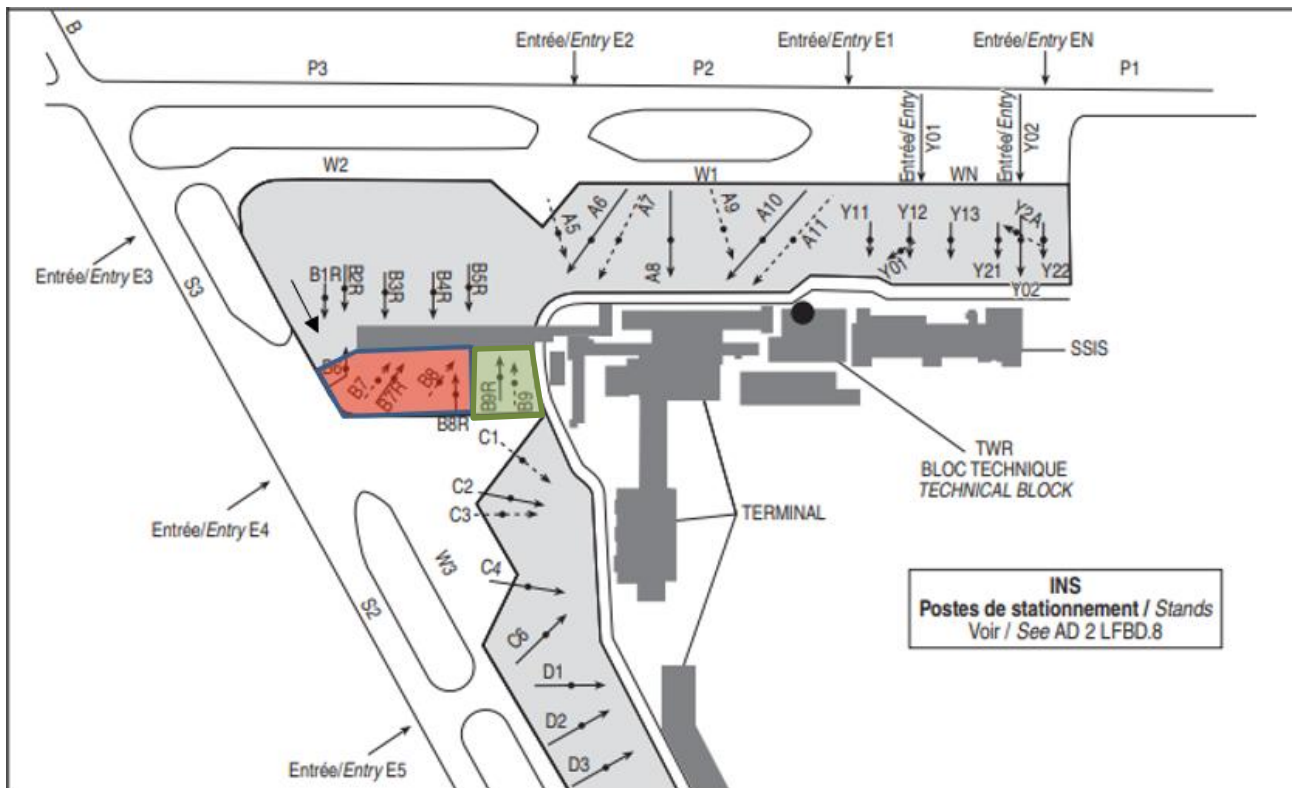 B
P3
Entrée/Entry E2
P2
Entrée/Entry E1
Entrée/Entry EN
P1
Entrée/Entry
Y01
Entrée/Entry
Y02
W2
W1
WN
A5
A6
A7
A8
A9
A10
A11
Y11
Y12
Y13
Y2A
Y01
Y21
Y22
Y02
Entrée/Entry E3
S3
B1R
B2R
B3R
B4R
B5R
B6
B7
B7R
B8
B8R
B9R
B9
SSIS
C1
C2
C3
TWR
BLOC TECHNIQUE
TECHNICAL BLOCK
TERMINAL
Entrée/Entry E4
W3
C4
S2
C6
D1
D2
D3
Entrée/Entry E5
INS
Postes de stationnement / Stands
Voir / See AD 2 LFBD.8